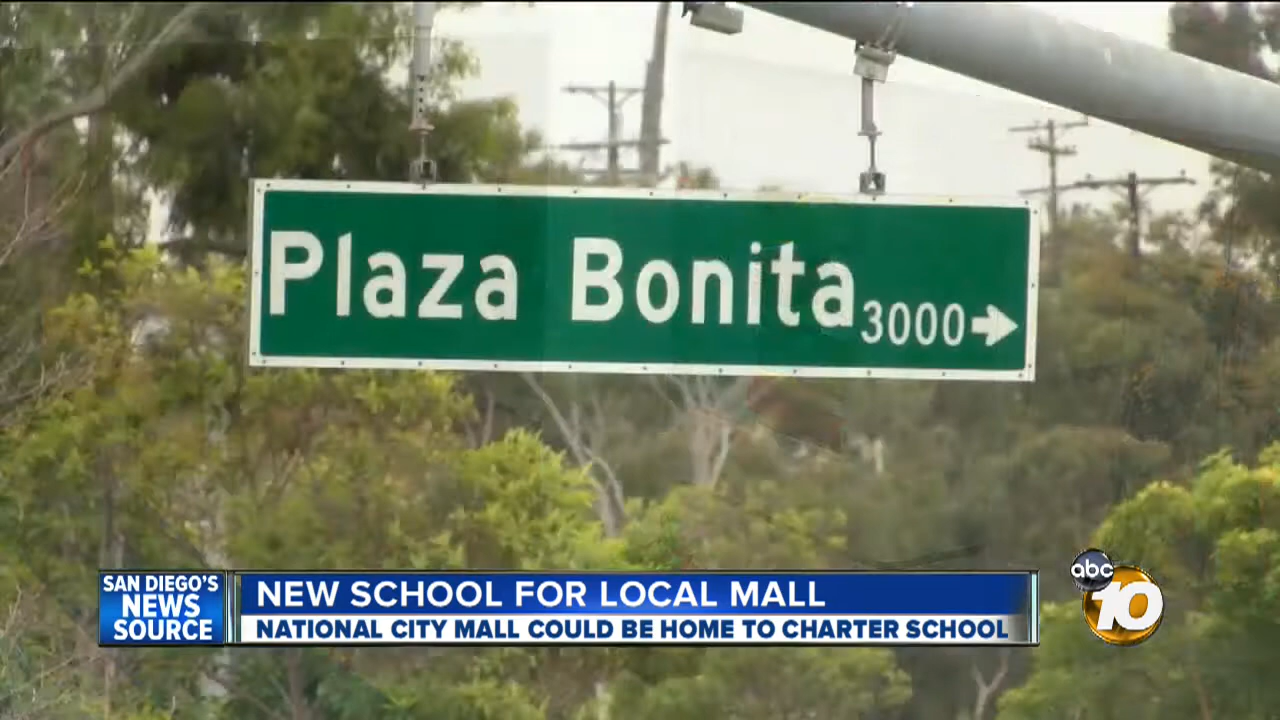 Plaza Bonita 3000 →
SAN DIEGO'S
NEWS
SOURCE
NEW SCHOOL FOR LOCAL MALL
NATIONAL CITY MALL COULD BE HOME TO CHARTER SCHOOL
abc
10